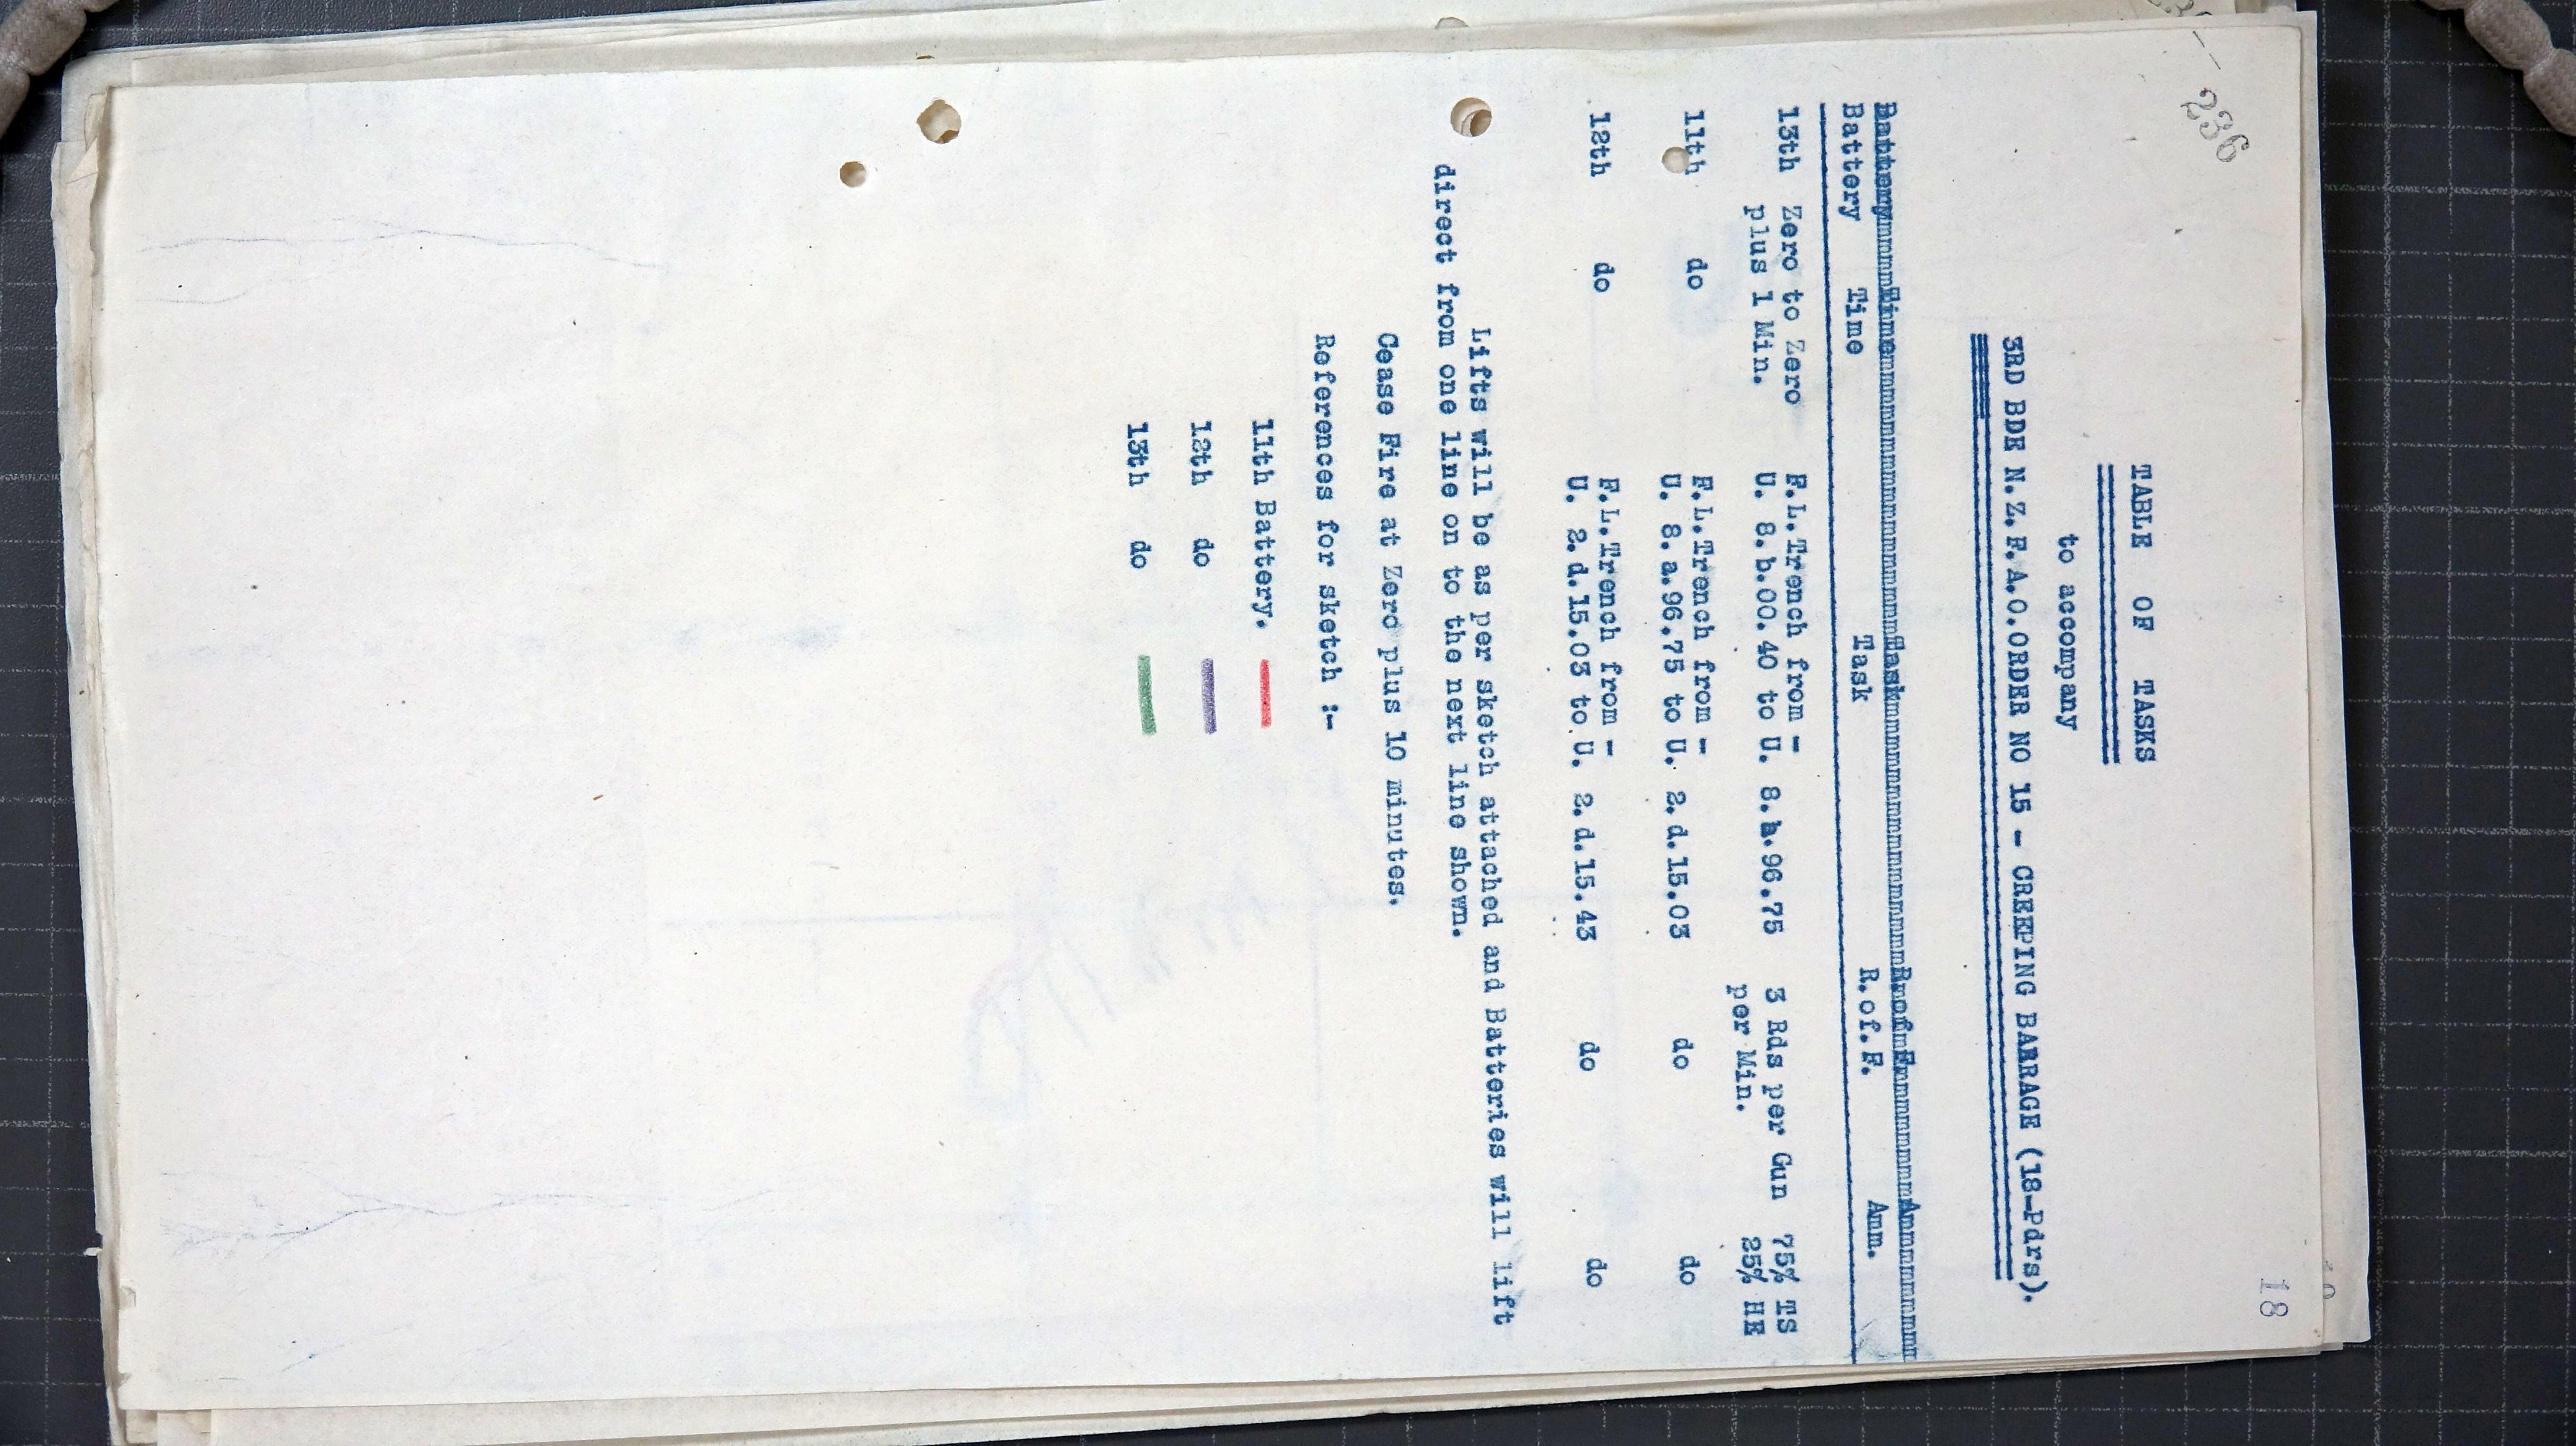 236
18
TABLE OF TASKS
to accompany
3RD BDE N.Z.F.A.O.ORDER NO 15 - CREEPING BARRAGE (18-Pdrs).
Battery Time Task R.of.F. Amm.
13th Zero to Zero F.L.Trench from - 3 Rds per Gun 75% TS
plus 1 Min. U. 8.b.00.40 to U. 8.a.96.75 per Min. 25% HE
11th do F.L.Trench from - do do
U. 8.a.96.75 to U. 2.d.15.03
12th do F.L.Trench from - do do
U. 2.d.15.03 to U. 2.d.15.43
Lifts will be as per sketch attached and Batteries will lift
direct from one line on to the next line shown.
Cease Fire at Zero plus 10 minutes.
References for sketch :-
11th Battery.
12th do
13th do